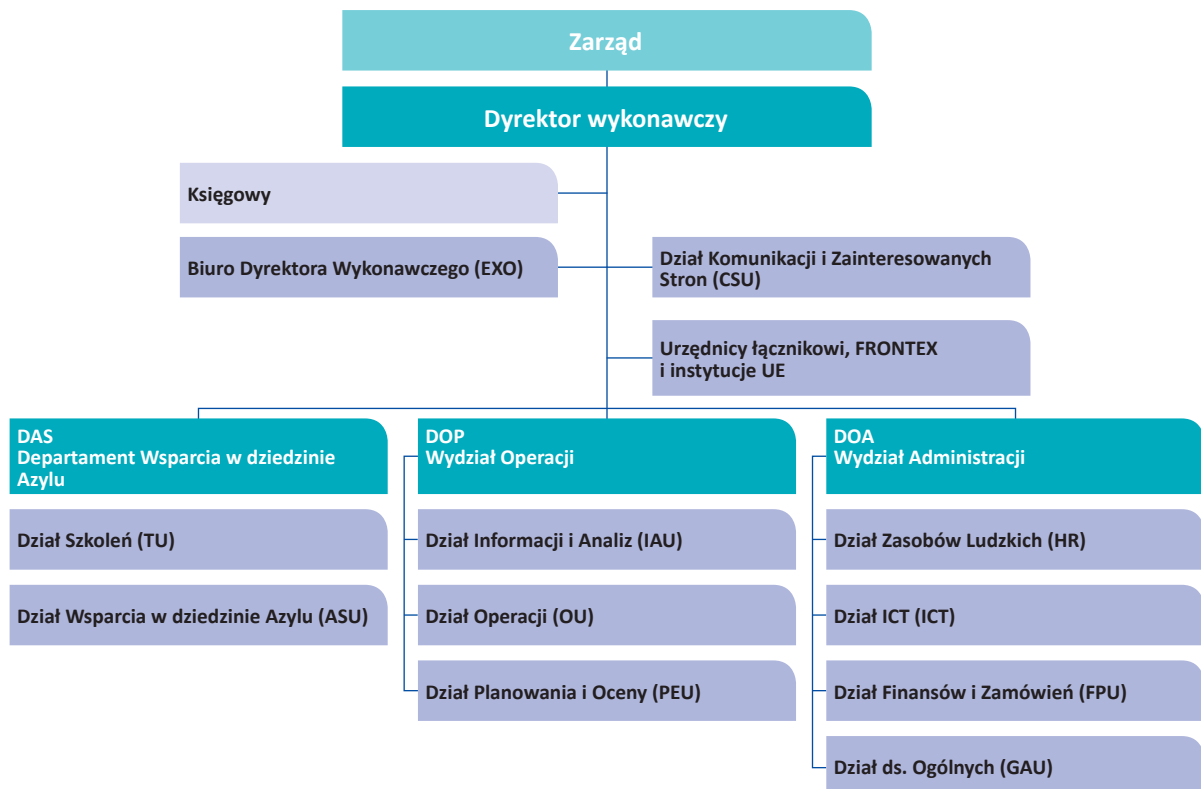 Zarząd
Dyrektor wykonawczy
Księgowy
Biuro Dyrektora Wykonawczego (EXO)
Dział Komunikacji i Zainteresowanych
Stron (CSU)
Urzędnicy łącznikowi, FRONTEX
i instytucje UE
DAS
Departament Wsparcia w dziedzinie
Azylu
Dział Szkoleń (TU)
Dział Wsparcia w dziedzinie Azylu (ASU)
DOP
Wydział Operacji
Dział Informacji i Analiz (IAU)
Dział Operacji (OU)
Dział Planowania i Oceny (PEU)
DOA
Wydział Administracji
Dział Zasobów Ludzkich (HR)
Dział ICT (ICT)
Dział Finansów i Zamówień (FPU)
Dział ds. Ogólnych (GAU)